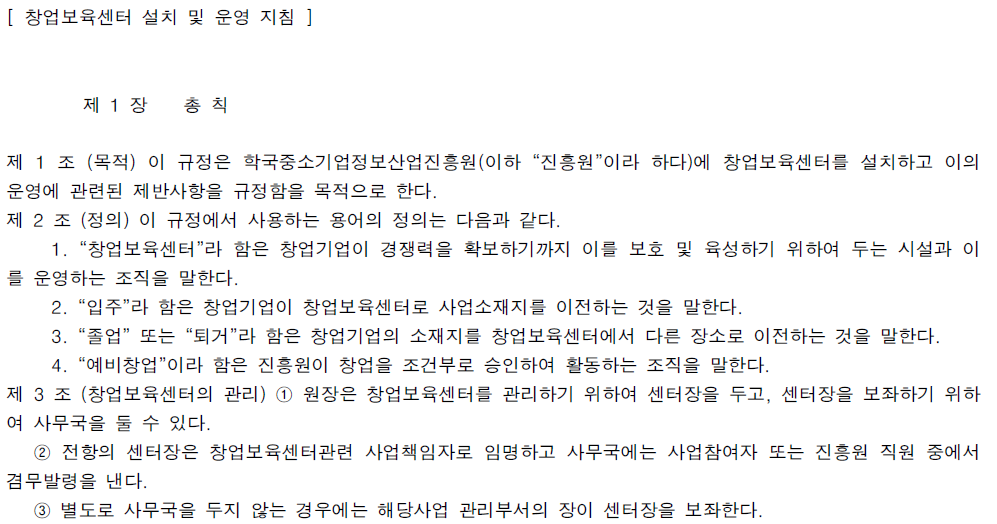 [ 창업보육센터 설치 및 운영 지침 ]
제 1 장 총 칙
제 1 조 (목적) 이 규정은 학국중소기업정보산업진흥원(이하 “진흥원”이라 하다)에 창업보육센터를 설치하고 이의
운영에 관련된 제반사항을 규정함을 목적으로 한다.
제 2 조 (정의) 이 규정에서 사용하는 용어의 정의는 다음과 같다.
1. “창업보육센터”라 함은 창업기업이 경쟁력을 확보하기까지 이를 보호 및 육성하기 위하여 두는 시설과 이
를 운영하는 조직을 말한다.
2. “입주”라 함은 창업기업이 창업보육센터로 사업소재지를 이전하는 것을 말한다.
3. “졸업” 또는 “퇴거”라 함은 창업기업의 소재지를 창업보육센터에서 다른 장소로 이전하는 것을 말한다.
4. “예비창업”이라 함은 진흥원이 창업을 조건부로 승인하여 활동하는 조직을 말한다.
제 3 조 (창업보육센터의 관리) ① 원장은 창업보육센터를 관리하기 위하여 센터장을 두고, 센터장을 보좌하기 위하
여 사무국을 둘 수 있다.
② 전항의 센터장은 창업보육센터관련 사업책임자로 임명하고 사무국에는 사업참여자 또는 진흥원 직원 중에서
겸무발령을 낸다.
③ 별도로 사무국을 두지 않는 경우에는 해당사업 관리부서의 장이 센터장을 보좌한다.